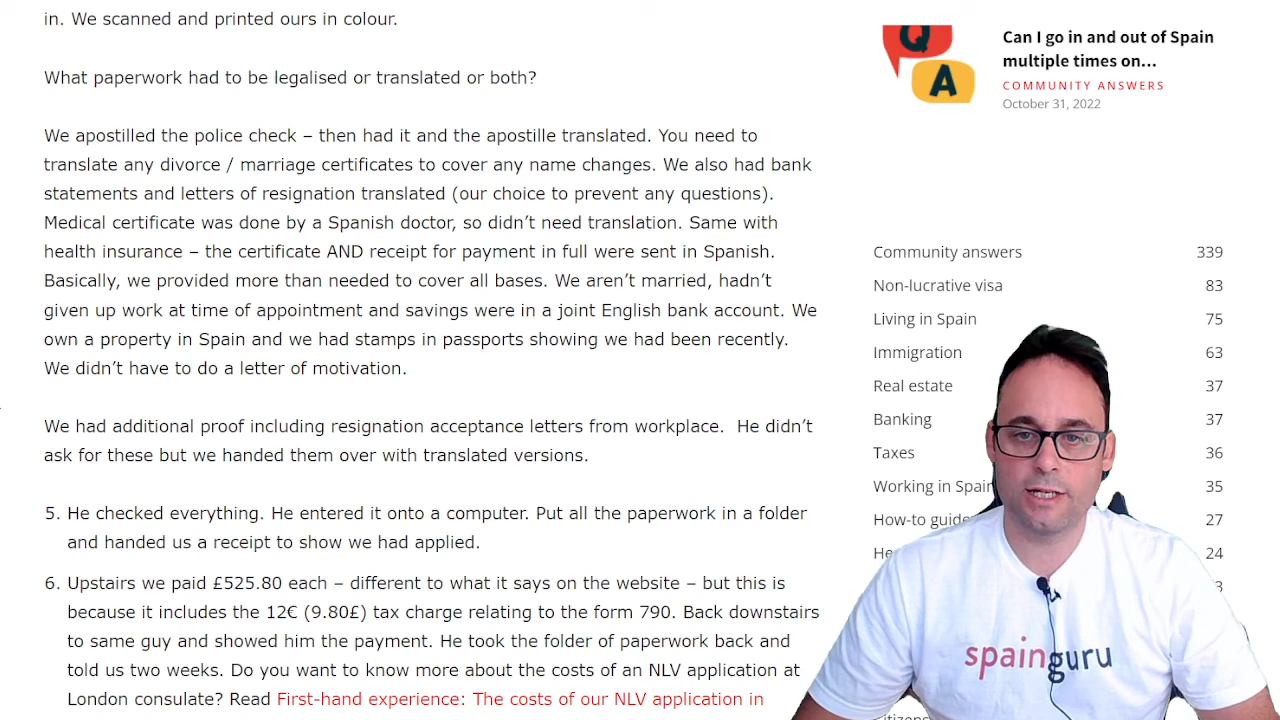 in. We scanned and printed ours in colour.
What paperwork had to be legalised or translated or both?
We apostilled the police check – then had it and the apostille translated. You need to
translate any divorce / marriage certificates to cover any name changes. We also had bank
statements and letters of resignation translated (our choice to prevent any questions).
Medical certificate was done by a Spanish doctor, so didn’t need translation. Same with
health insurance – the certificate AND receipt for payment in full were sent in Spanish.
Basically, we provided more than needed to cover all bases. We aren’t married, hadn’t
given up work at time of appointment and savings were in a joint English bank account. We
own a property in Spain and we had stamps in passports showing we had been recently.
We didn’t have to do a letter of motivation.
We had additional proof including resignation acceptance letters from workplace.  He didn’t
ask for these but we handed them over with translated versions.
5. He checked everything. He entered it onto a computer. Put all the paperwork in a folder
and handed us a receipt to show we had applied.
6. Upstairs we paid £525.80 each – different to what it says on the website – but this is
because it includes the 12€ (9.80£) tax charge relating to the form 790. Back downstairs
to same guy and showed him the payment. He took the folder of paperwork back and
told us two weeks. Do you want to know more about the costs of an NLV application at
London consulate? Read First-hand experience: The costs of our NLV application in
Q
A
Can I go in and out of Spain
multiple times on...
COMMUNITY ANSWERS
October 31, 2022
Community answers 339
Non-lucrative visa 83
Living in Spain 75
Immigration 63
Real estate 37
Banking 37
Taxes 36
Working in Spain 35
How-to guide 27
24
3
spainguru